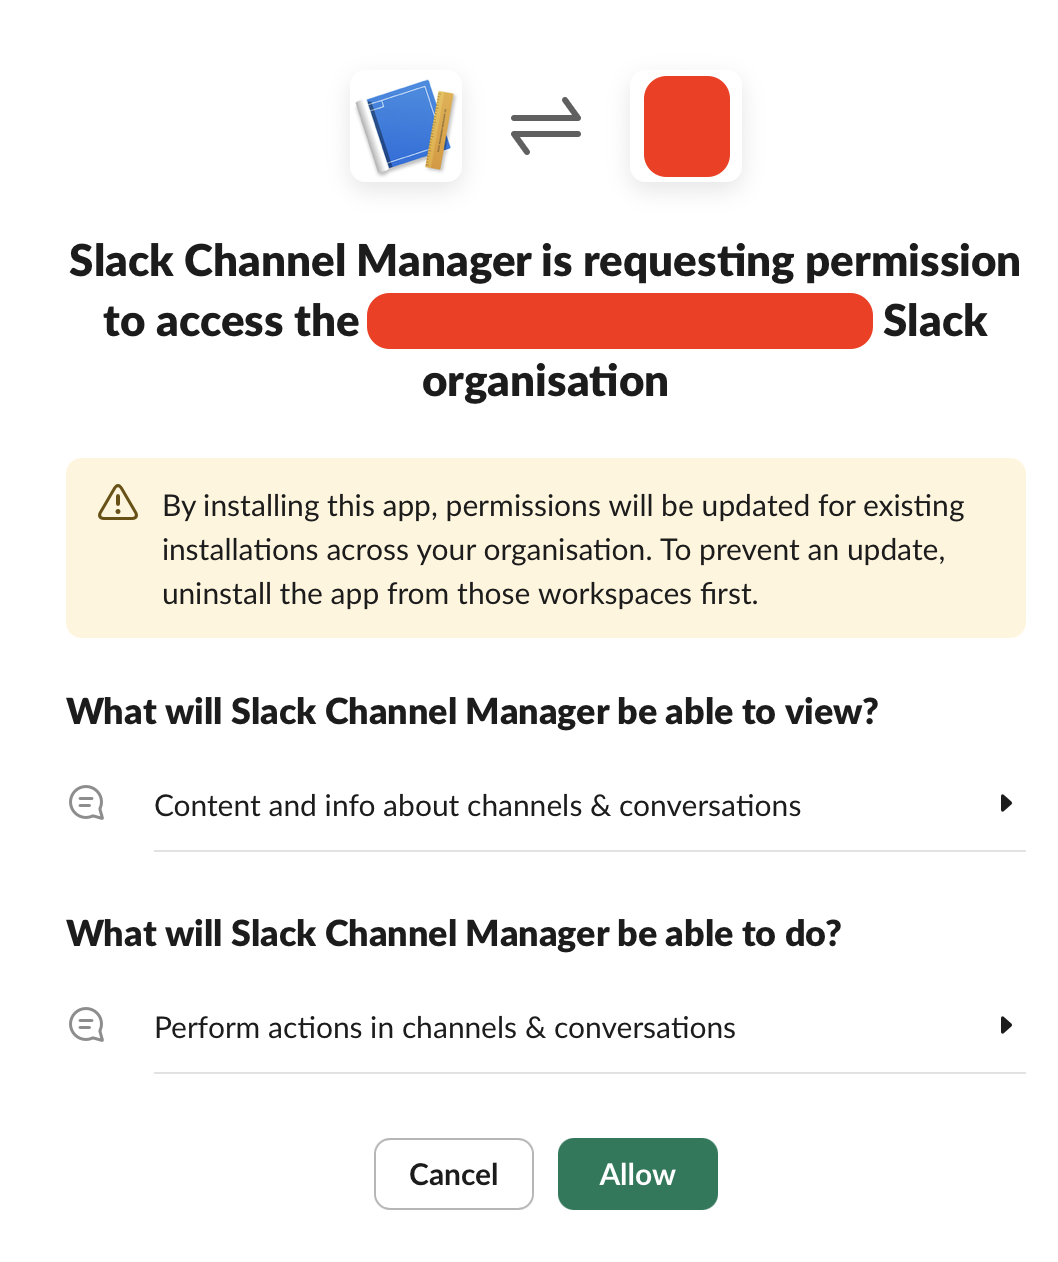 Slack Channel Manager is requesting permission
to access the Slack
organisation
By installing this app, permissions will be updated for existing
installations across your organisation. To prevent an update,
uninstall the app from those workspaces first.
What will Slack Channel Manager be able to view?
Content and info about channels & conversations
What will Slack Channel Manager be able to do?
Perform actions in channels & conversations
Cancel
Allow